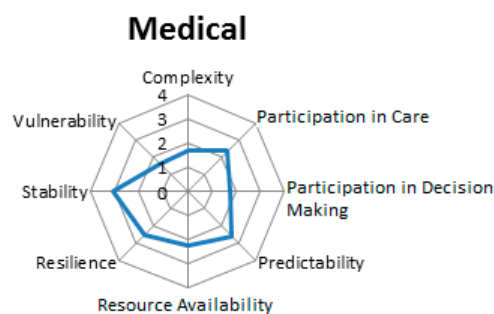 Medical
Complexity
4
3
2
1
0
Participation in Care
Vulnerability
Stability
Participation in Decision
Making
Resilience
Predictability
Resource Availability